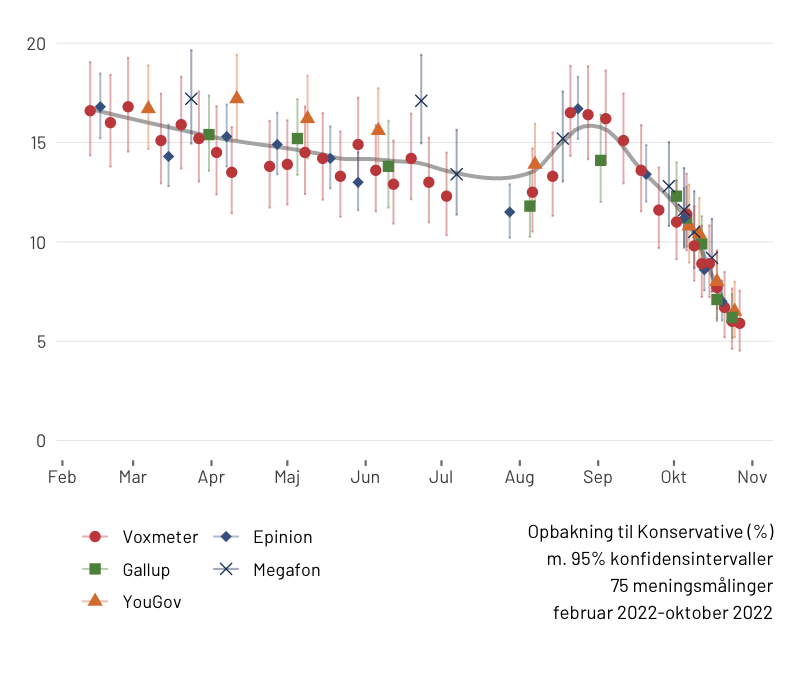 20
15
10
5
0
Feb Mar Apr Maj Jun Jul Aug Sep Okt Nov
Voxmeter Epinion
Gallup Megafon
YouGov
Opbakning til Konservative (%)
m. 95% konfidensintervaller
75 meningsmålinger
februar 2022-oktober 2022